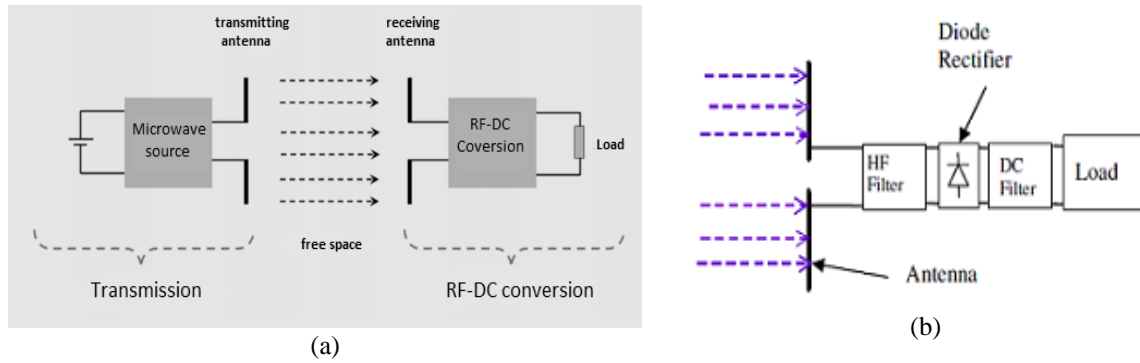 transmitting
antenna
receiving
antenna
Microwave
source
RF-DC
Coversion
Load
free space
Transmission
RF-DC conversion
(a)
Diode
Rectifier
HF
Filter
DC
Filter
Load
Antenna
(b)